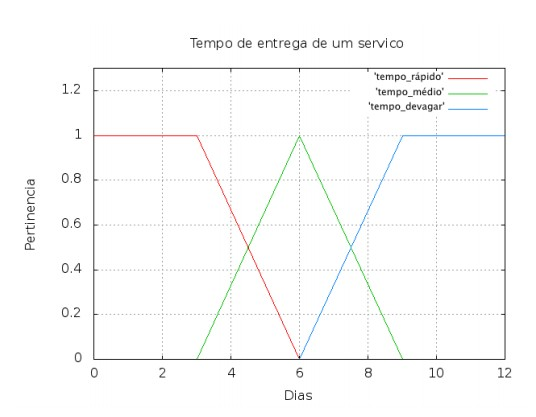 Tempo de entrega de um servico
'tempo_rápido'
'tempo_médio'
'tempo_devagar'
1.2
1
0.8
0.6
0.4
0.2
0
Pertinencia
0 2 4 6 8 10 12
Dias